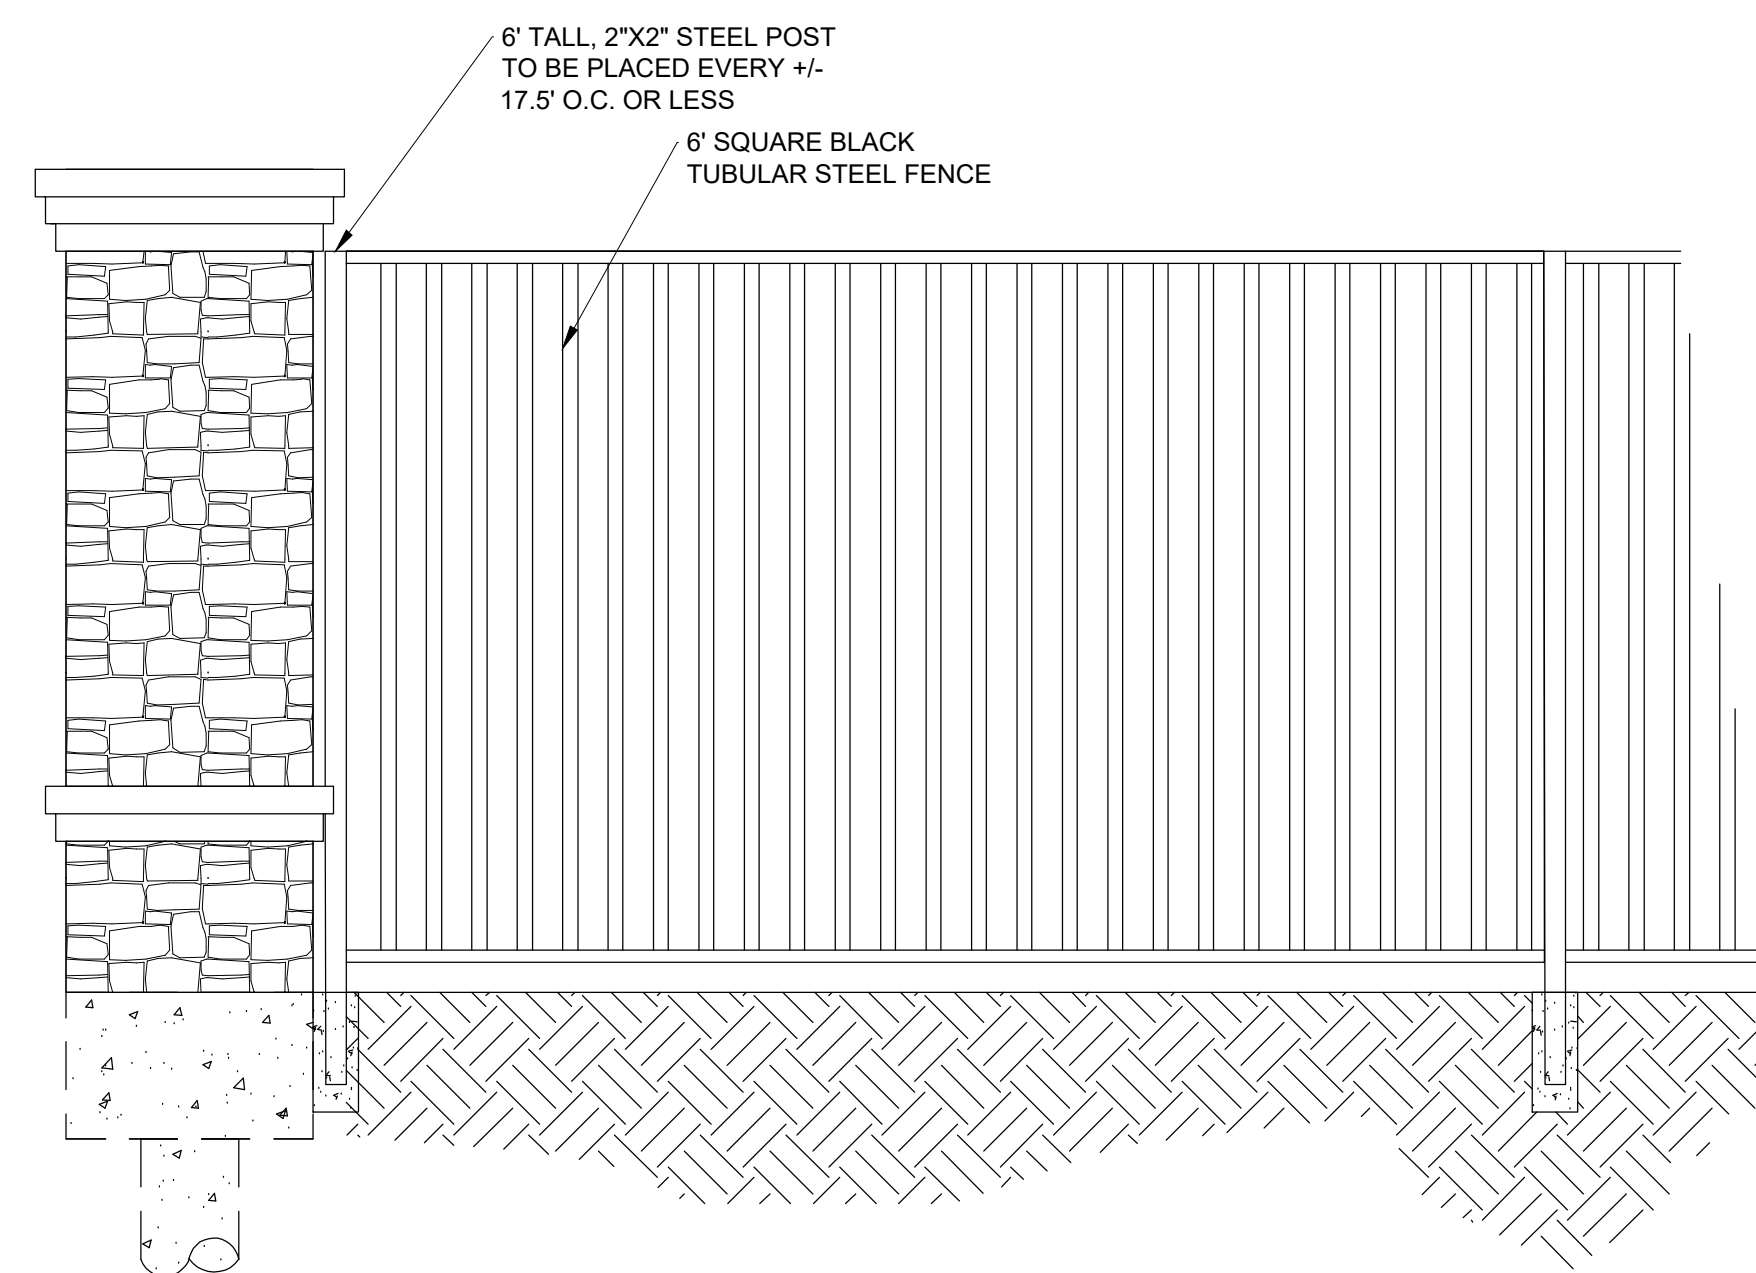 6' TALL, 2"X2" STEEL POST
TO BE PLACED EVERY +/-
17.5' O.C. OR LESS
6' SQUARE BLACK
TUBULAR STEEL FENCE